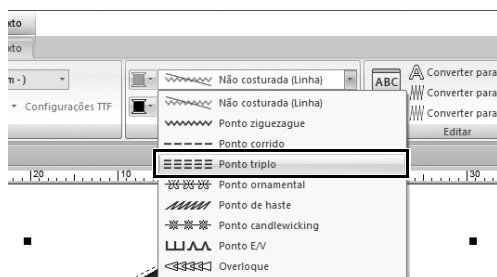 xto
xto
m - )
Não costurada (Linha)
ABC
Converter para
Configurações TTF
Não costurada (Linha)
Converter para
Ponto ziguezague
Converter para
Ponto corrido
Editar
Ponto triplo
20
10
30
Ponto ornamental
Ponto de haste
Ponto candlewicking
Ponto E/V
Overloque